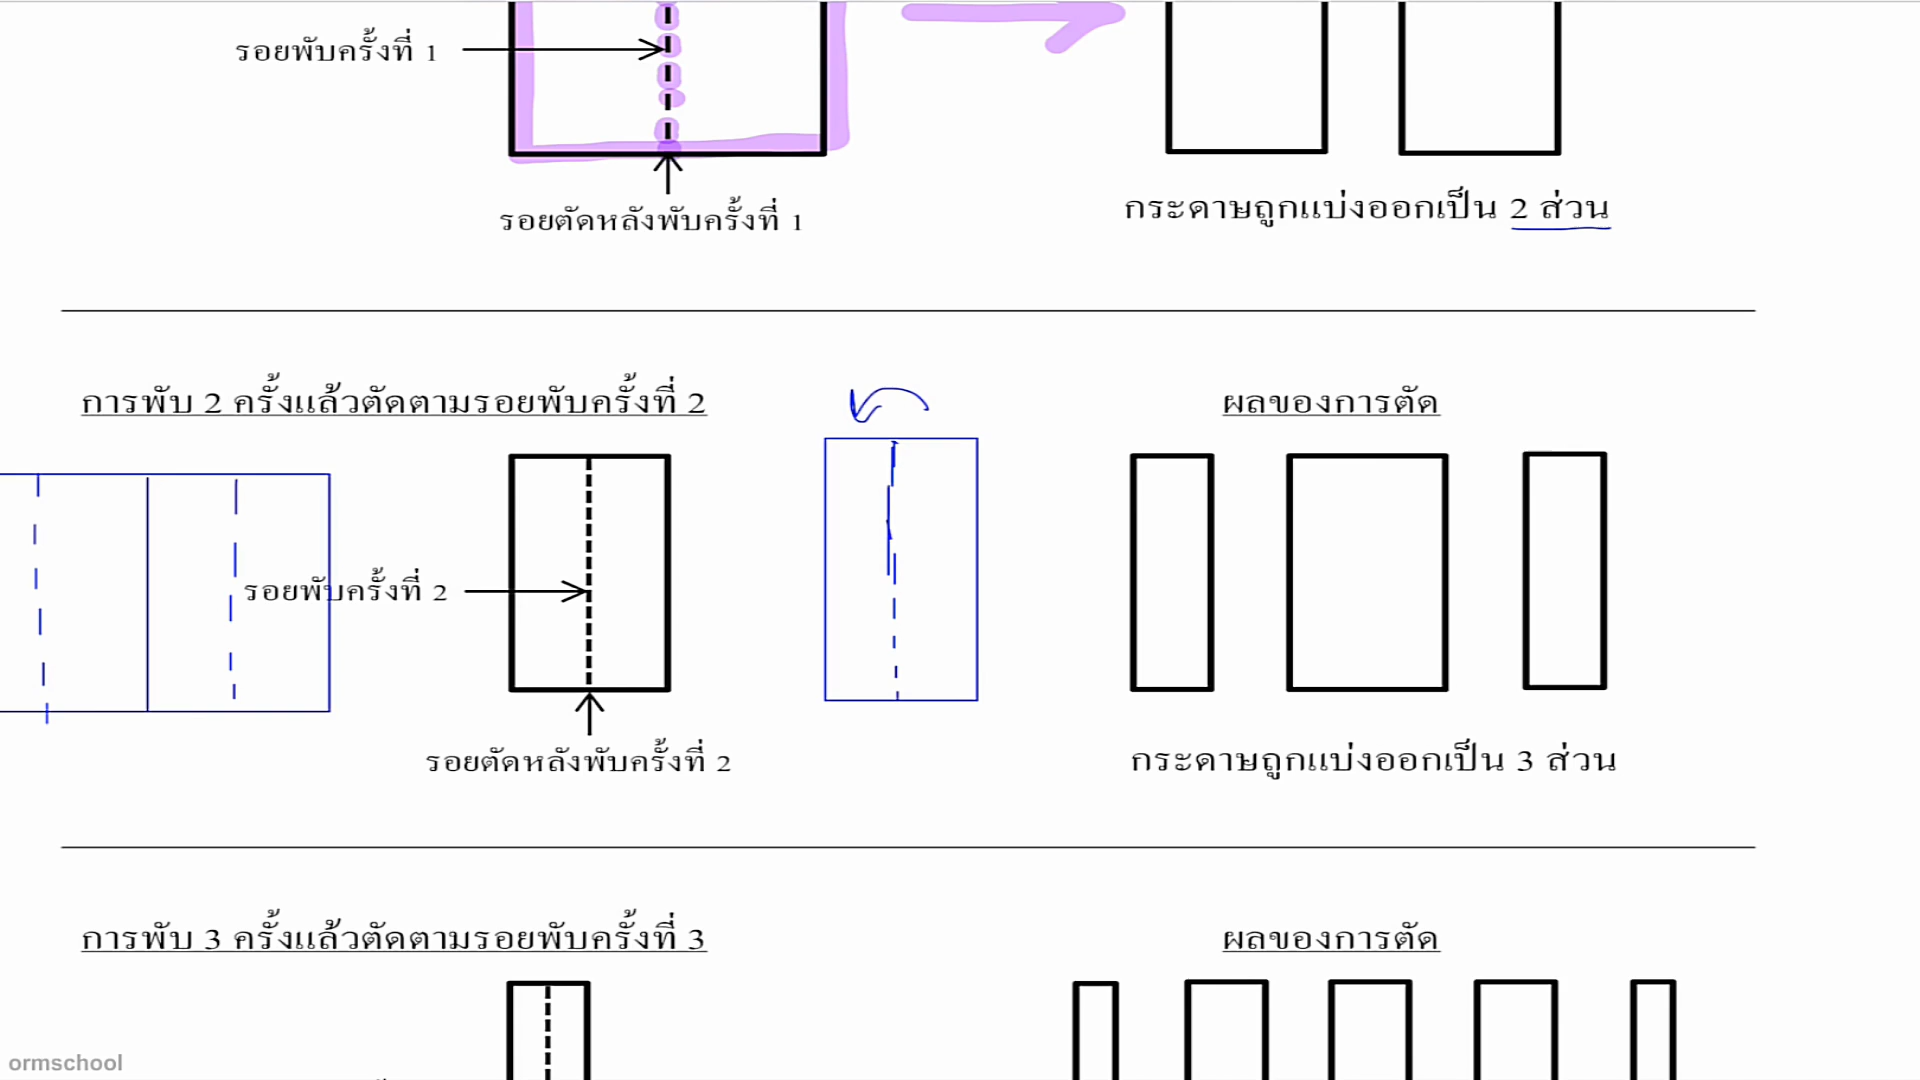 รอยพับครั้งที่ 1
รอยตัดหลังพับครั้งที่ 1
กระดาษถูกแบ่งออกเป็น 2 ส่วน
การพับ 2 ครั้งแล้วตัดตามรอยพับครั้งที่ 2
ผลของการตัด
รอยพับครั้งที่ 2
รอยตัดหลังพับครั้งที่ 2
กระดาษถูกแบ่งออกเป็น 3 ส่วน
การพับ 3 ครั้งแล้วตัดตามรอยพับครั้งที่ 3
ผลของการตัด
ormschool